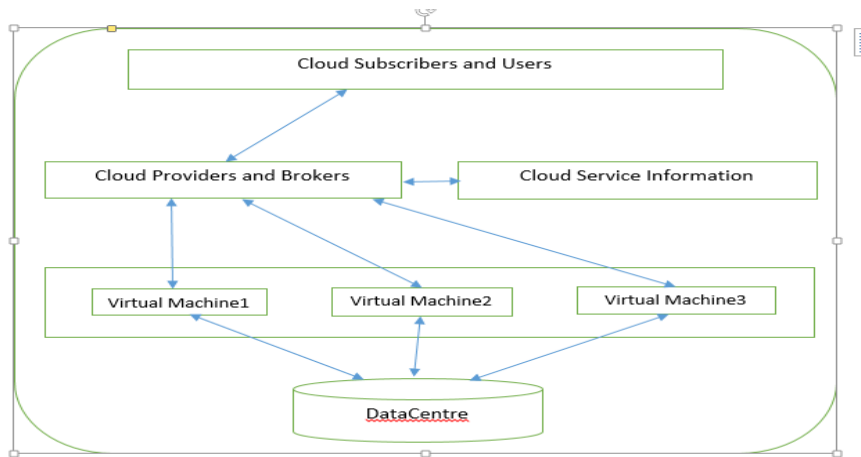 Cloud Subscribers and Users
Cloud Providers and Brokers
Cloud Service Information
Virtual Machine1
Virtual Machine2
Virtual Machine3
DataCentre